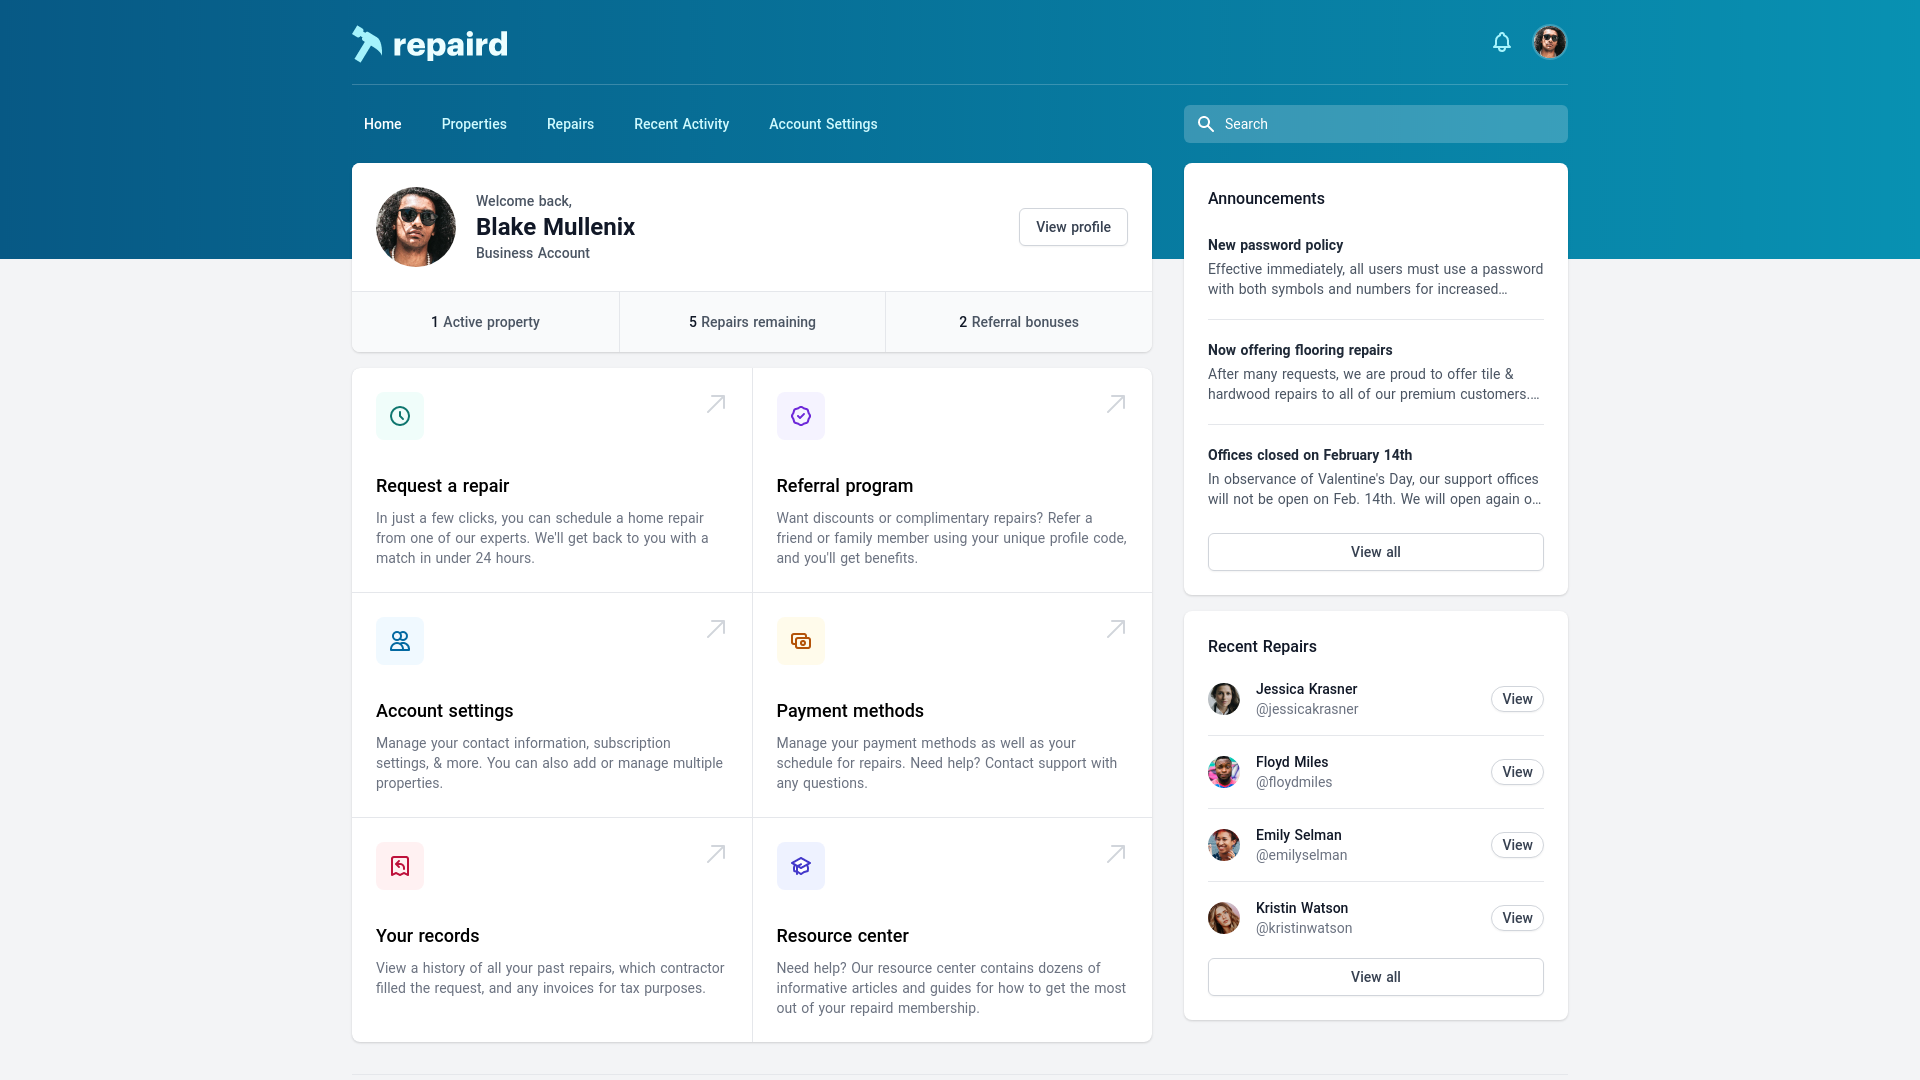 repaird
Home
Properties
Repairs
Recent Activity
Account Settings
Search
Welcome back,
Blake Mullenix
Business Account
View profile
1 Active property
5 Repairs remaining
2 Referral bonuses
Request a repair
In just a few clicks, you can schedule a home repair
from one of our experts. We'll get back to you with a
match in under 24 hours.
Referral program
Want discounts or complimentary repairs? Refer a
friend or family member using your unique profile code,
and you'll get benefits.
Account settings
Manage your contact information, subscription
settings, & more. You can also add or manage multiple
properties.
Payment methods
Manage your payment methods as well as your
schedule for repairs. Need help? Contact support with
any questions.
Your records
View a history of all your past repairs, which contractor
filled the request, and any invoices for tax purposes.
Resource center
Need help? Our resource center contains dozens of
informative articles and guides for how to get the most
out of your repaird membership.
Announcements
New password policy
Effective immediately, all users must use a password
with both symbols and numbers for increased…
Now offering flooring repairs
After many requests, we are proud to offer tile &
hardwood repairs to all of our premium customers.…
Offices closed on February 14th
In observance of Valentine's Day, our support offices
will not be open on Feb. 14th. We will open again o…
View all
Recent Repairs
Jessica Krasner
@jessicakrasner
View
Floyd Miles
@floydmiles
View
Emily Selman
@emilyselman
View
Kristin Watson
@kristinwatson
View
View all